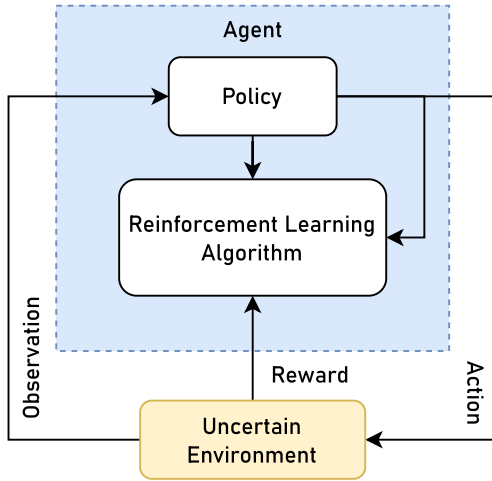 Agent
Policy
Reinforcement Learning
Algorithm
Observation
Reward
Action
Uncertain
Environment